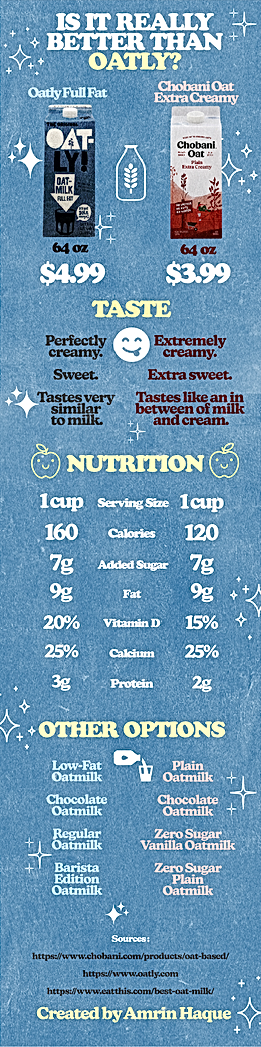 IS IT REALLY
BETTER THAN
OATLY?
Oatly Full Fat
Chobani Oat
Extra Creamy
OAT-
LY!
OAT-
MILK
FULL FAT
Chobani
Oat
Plain
Extra Creamy
64 oz
64 oz
$4.99
$3.99
TASTE
Perfectly
creamy.
Extremely
creamy.
Sweet.
Extra sweet.
Tastes very
similar
to milk.
Tastes like an in
between of milk
and cream.
NUTRITION
1 cup Serving Size 1 cup
160 Calories 120
7g Added Sugar 7g
9g Fat 9g
20% Vitamin D 15%
25% Calcium 25%
3g Protein 2g
OTHER OPTIONS
Low-Fat
Oatmilk
Plain
Oatmilk
Chocolate
Oatmilk
Chocolate
Oatmilk
Regular
Oatmilk
Zero Sugar
Vanilla Oatmilk
Barista
Edition
Oatmilk
Zero Sugar
Plain
Oatmilk
Sources:
https://www.chobani.com/products/oat-based/
https://www.oatly.com
https://www.eatthis.com/best-oat-milk/
Created by Amrin Haque